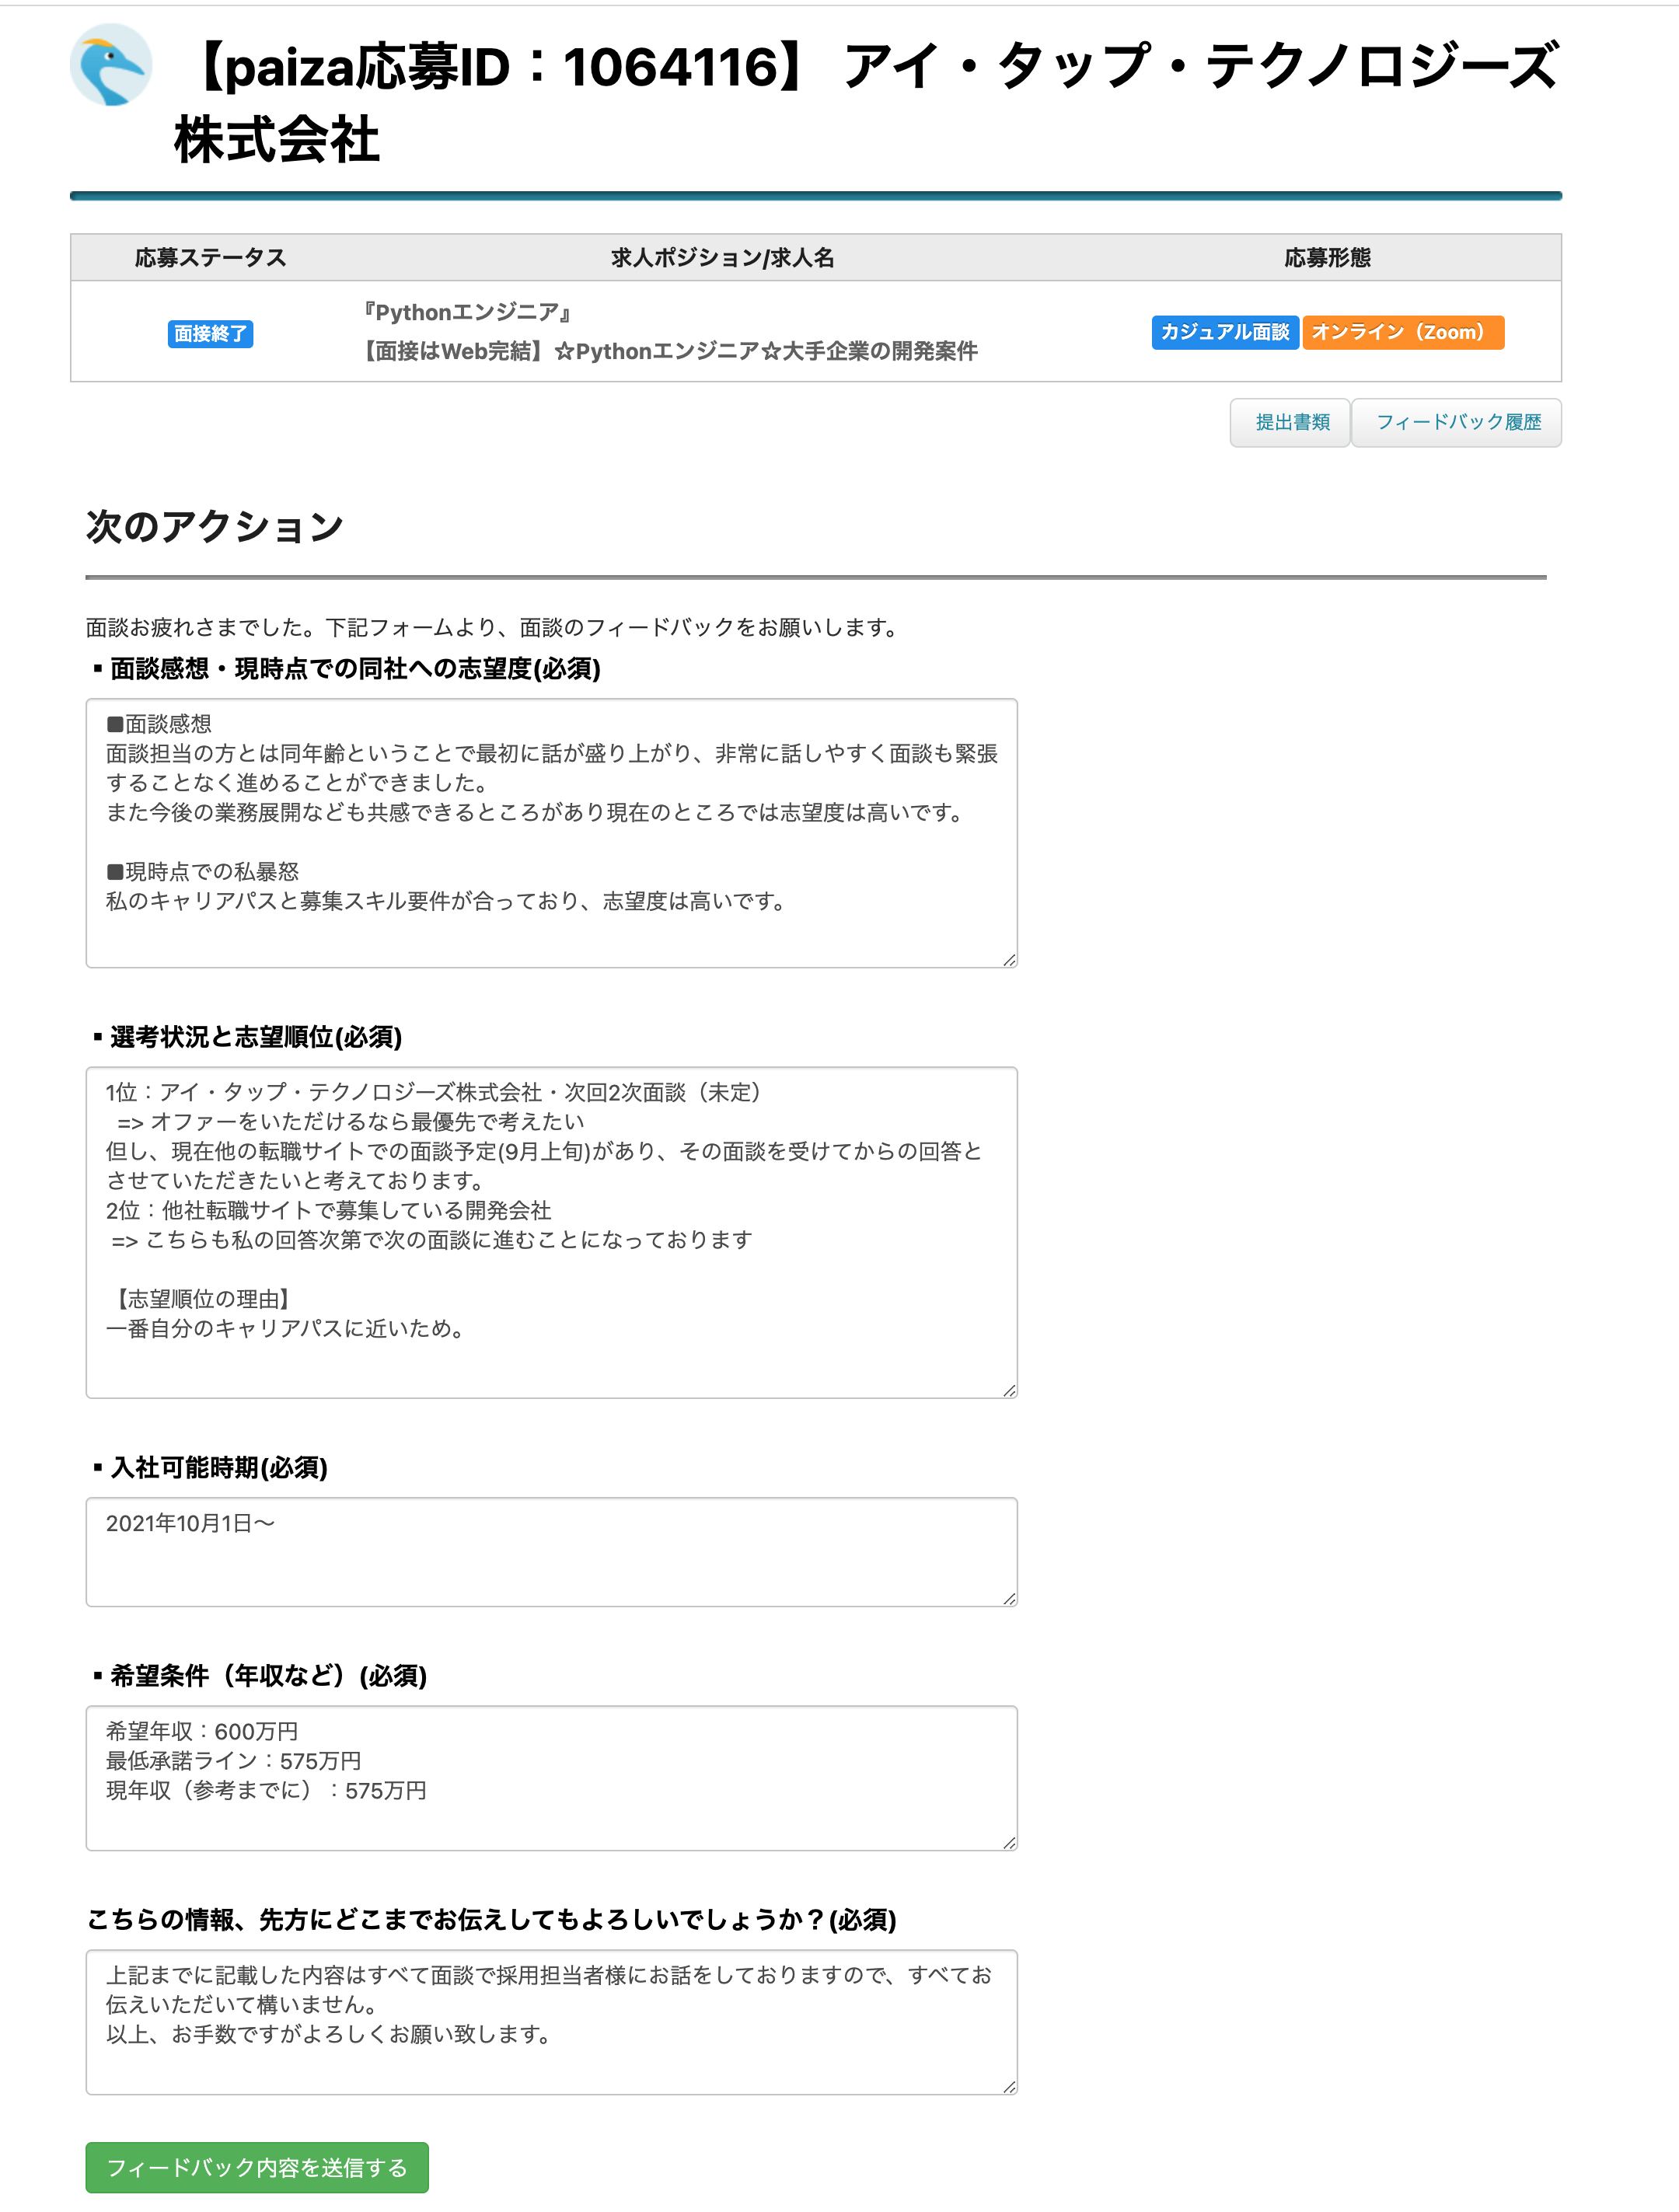 【paiza応募ID：1064116】 アイ・タップ・テクノロジーズ
株式会社
応募ステータス 求人ポジション/求人名 応募形態
面接終了
『Pythonエンジニア』
【面接はWeb完結】☆Pythonエンジニア☆大手企業の開発案件
カジュアル面談 オンライン（Zoom）
提出書類 フィードバック履歴
次のアクション
面談お疲れさまでした。下記フォームより、面談のフィードバックをお願いします。
▪面談感想・現時点での同社への志望度(必須)
■面談感想
面談担当の方とは同年齢ということで最初に話が盛り上がり、非常に話しやすく面談も緊張
することなく進めることができました。
また今後の業務展開なども共感できるところがあり現在のところでは志望度は高いです。
■現時点での私暴怒
私のキャリアパスと募集スキル要件が合っており、志望度は高いです。
▪選考状況と志望順位(必須)
1位：アイ・タップ・テクノロジーズ株式会社・次回2次面談（未定）
=> オファーをいただけるなら最優先で考えたい
但し、現在他の転職サイトでの面談予定(9月上旬)があり、その面談を受けてからの回答と
させていただきたいと考えております。
2位：他社転職サイトで募集している開発会社
=> こちらも私の回答次第で次の面談に進むことになっております
【志望順位の理由】
一番自分のキャリアパスに近いため。
▪入社可能時期(必須)
2021年10月1日〜
▪希望条件（年収など）(必須)
希望年収：600万円
最低承諾ライン：575万円
現年収（参考までに）：575万円
こちらの情報、先方にどこまでお伝えしてもよろしいでしょうか？(必須)
上記までに記載した内容はすべて面談で採用担当者様にお話をしておりますので、すべてお
伝えいただいて構いません。
以上、お手数ですがよろしくお願い致します。
フィードバック内容を送信する